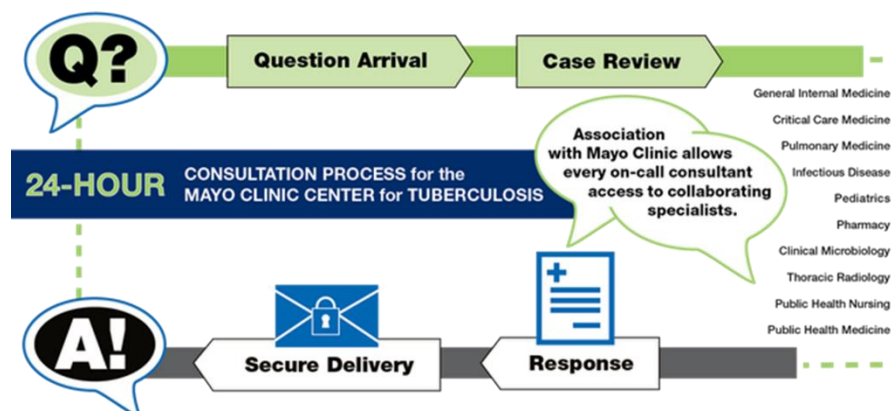 Q?
Question Arrival
Case Review
General Internal Medicine
Critical Care Medicine
Pulmonary Medicine
Infectious Disease
Pediatrics
Pharmacy
Clinical Microbiology
Thoracic Radiology
Public Health Nursing
Public Health Medicine
24-HOUR
CONSULTATION PROCESS for the
MAYO CLINIC CENTER for TUBERCULOSIS
Association
with Mayo Clinic allows
every on-call consultant
access to collaborating
specialists.
Response
Secure Delivery
A!